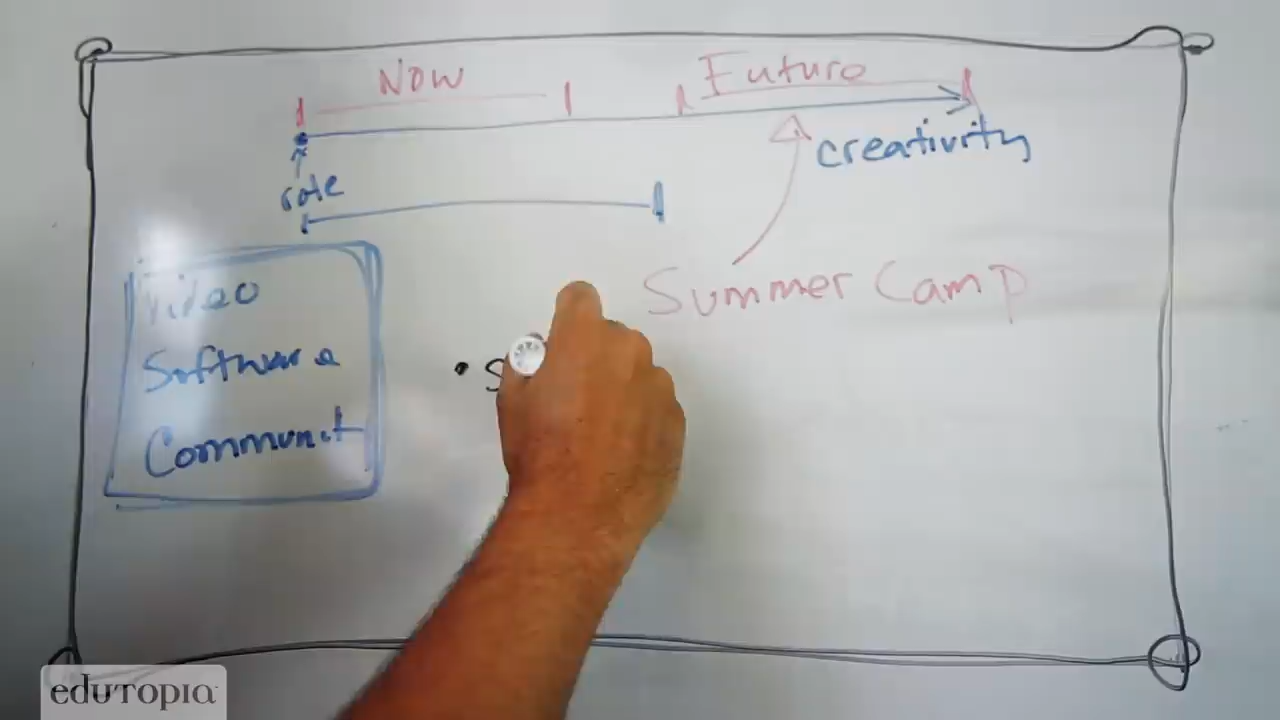 Now
Future
creativity
role
Summer Camp
Video
Software
Communit
• S
edutopia